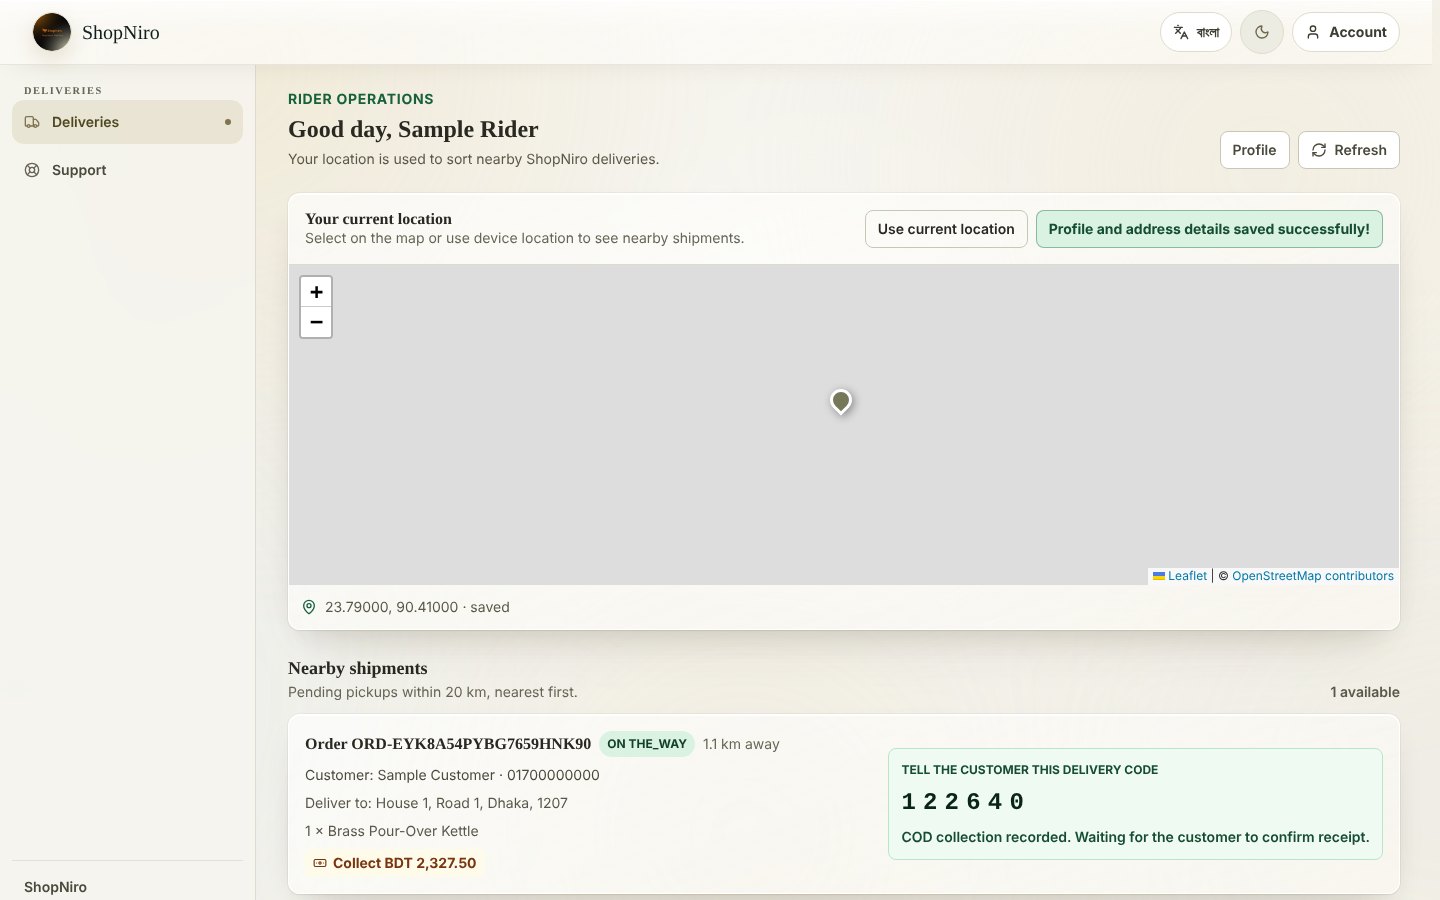 ShopNiro
বাংলা
Account
DELIVERIES
Deliveries
Support
ShopNiro
RIDER OPERATIONS
Good day, Sample Rider
Your location is used to sort nearby ShopNiro deliveries.
Profile
Refresh
Your current location
Select on the map or use device location to see nearby shipments.
Use current location
Profile and address details saved successfully!
+
−
Leaflet | © OpenStreetMap contributors
23.79000, 90.41000 · saved
Nearby shipments
Pending pickups within 20 km, nearest first.
1 available
Order ORD-EYK8A54PYBG7659HNK90 ON THE_WAY 1.1 km away
Customer: Sample Customer · 01700000000
Deliver to: House 1, Road 1, Dhaka, 1207
1 × Brass Pour-Over Kettle
Collect BDT 2,327.50
TELL THE CUSTOMER THIS DELIVERY CODE
122640
COD collection recorded. Waiting for the customer to confirm receipt.